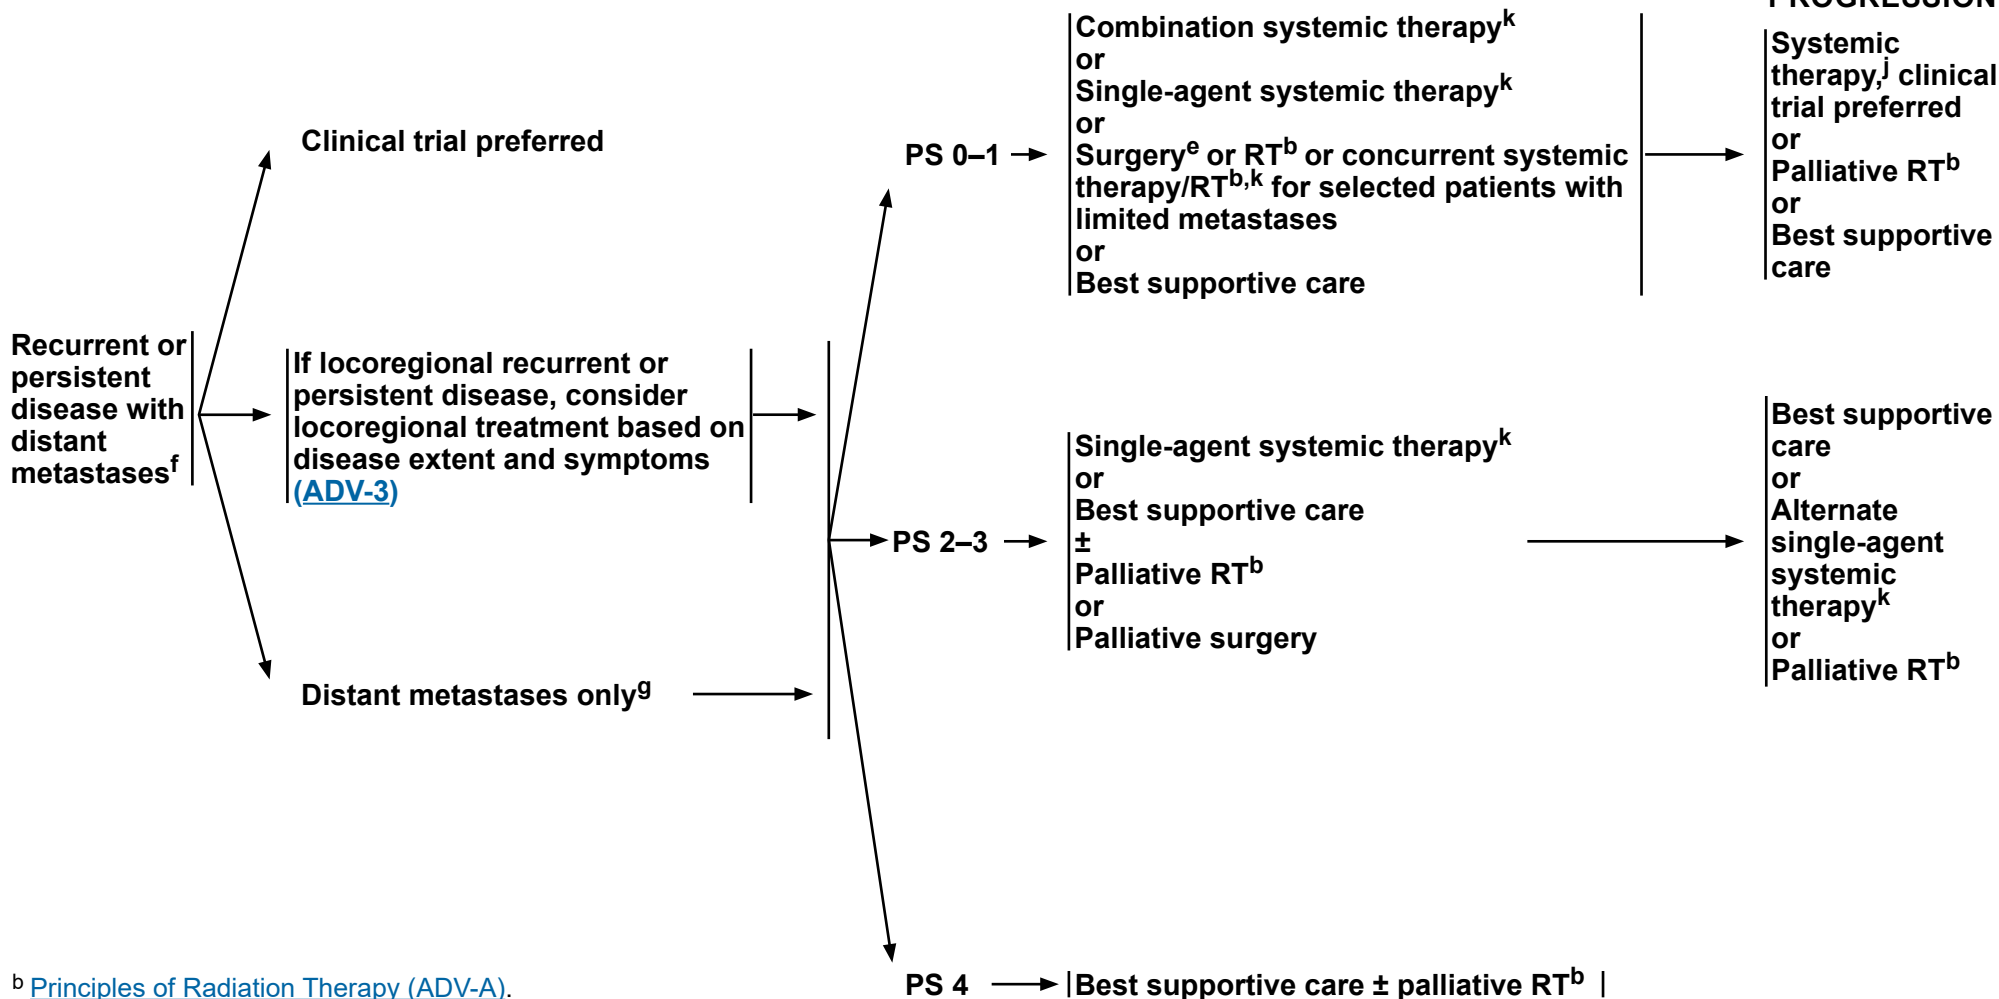 PROGRESSION
Clinical trial preferred
Recurrent or
persistent
disease with
distant
metastasesᶠ
If locoregional recurrent or
persistent disease, consider
locoregional treatment based on
disease extent and symptoms
(ADV-3)
Distant metastases onlyᵍ
PS 0–1
Combination systemic therapyᵏ
or
Single-agent systemic therapyᵏ
or
Surgeryᵉ or RTᵇ or concurrent systemic
therapy/RTᵇ,ᵏ for selected patients with
limited metastases
or
Best supportive care
Systemic
therapy,ʲ clinical
trial preferred
or
Palliative RTᵇ
or
Best supportive
care
PS 2–3
Single-agent systemic therapyᵏ
or
Best supportive care
±
Palliative RTᵇ
or
Palliative surgery
Best supportive
care
or
Alternate
single-agent
systemic
therapyᵏ
or
Palliative RTᵇ
PS 4
Best supportive care ± palliative RTᵇ
ᵇ Principles of Radiation Therapy (ADV-A).